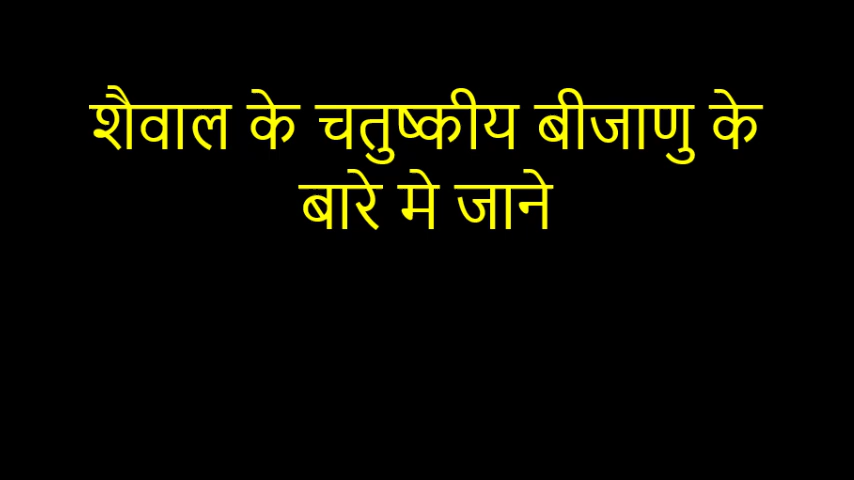 शैवाल के चतुष्कीय बीजाणु के
बारे मे जाने